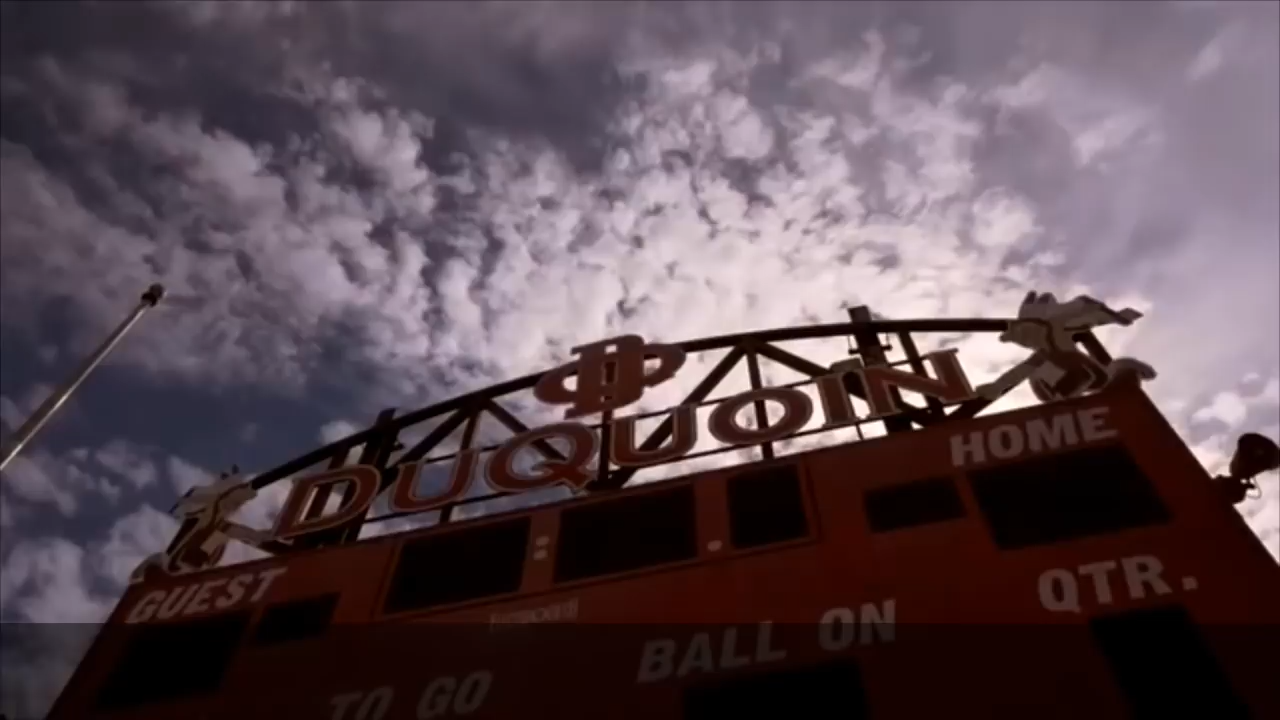 DQ
DUQUOIN
HOME
GUEST
QTR.
BALL ON
TO GO